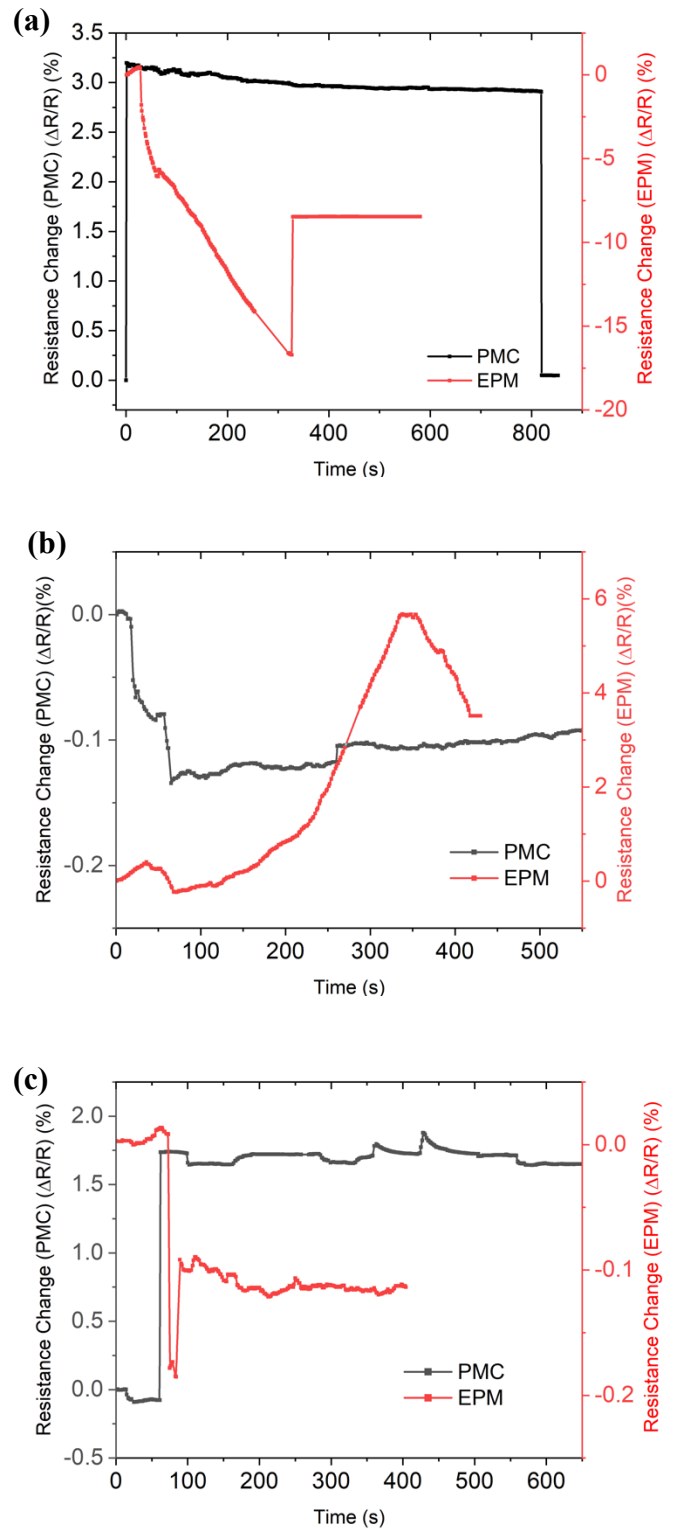 (a)
Resistance Change (PMC) (ΔR/R) (%)
3.5
3.0
2.5
2.0
1.5
1.0
0.5
0.0
0
-5
-10
-15
-20
Resistance Change (EPM) (ΔR/R) (%)
PMC
EPM
0 200 400 600 800
Time (s)
(b)
Resistance Change (PMC) (ΔR/R)(%)
0.0
-0.1
-0.2
6
4
2
0
Resistance Change (EPM) (ΔR/R)(%)
PMC
EPM
0 100 200 300 400 500
Time (s)
(c)
Resistance Change (PMC) (ΔR/R) (%)
2.0
1.5
1.0
0.5
0.0
-0.5
0.0
-0.1
-0.2
Resistance Change (EPM) (ΔR/R) (%)
PMC
EPM
0 100 200 300 400 500 600
Time (s)